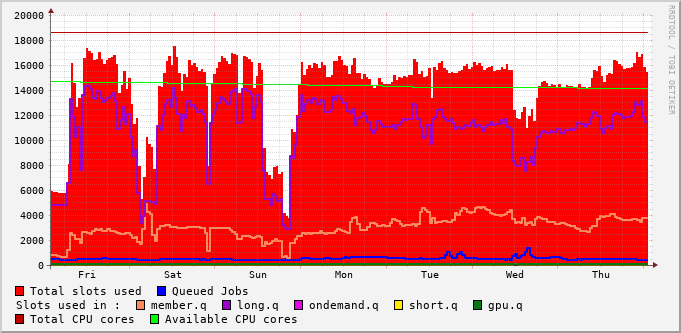 20000
18000
16000
14000
12000
10000
8000
6000
4000
2000
0
Fri Sat Sun Mon Tue Wed Thu
Total slots used Queued Jobs
Slots used in : member.q long.q ondemand.q short.q gpu.q
Total CPU cores Available CPU cores
RRDTOOL / TOBI OETIKER